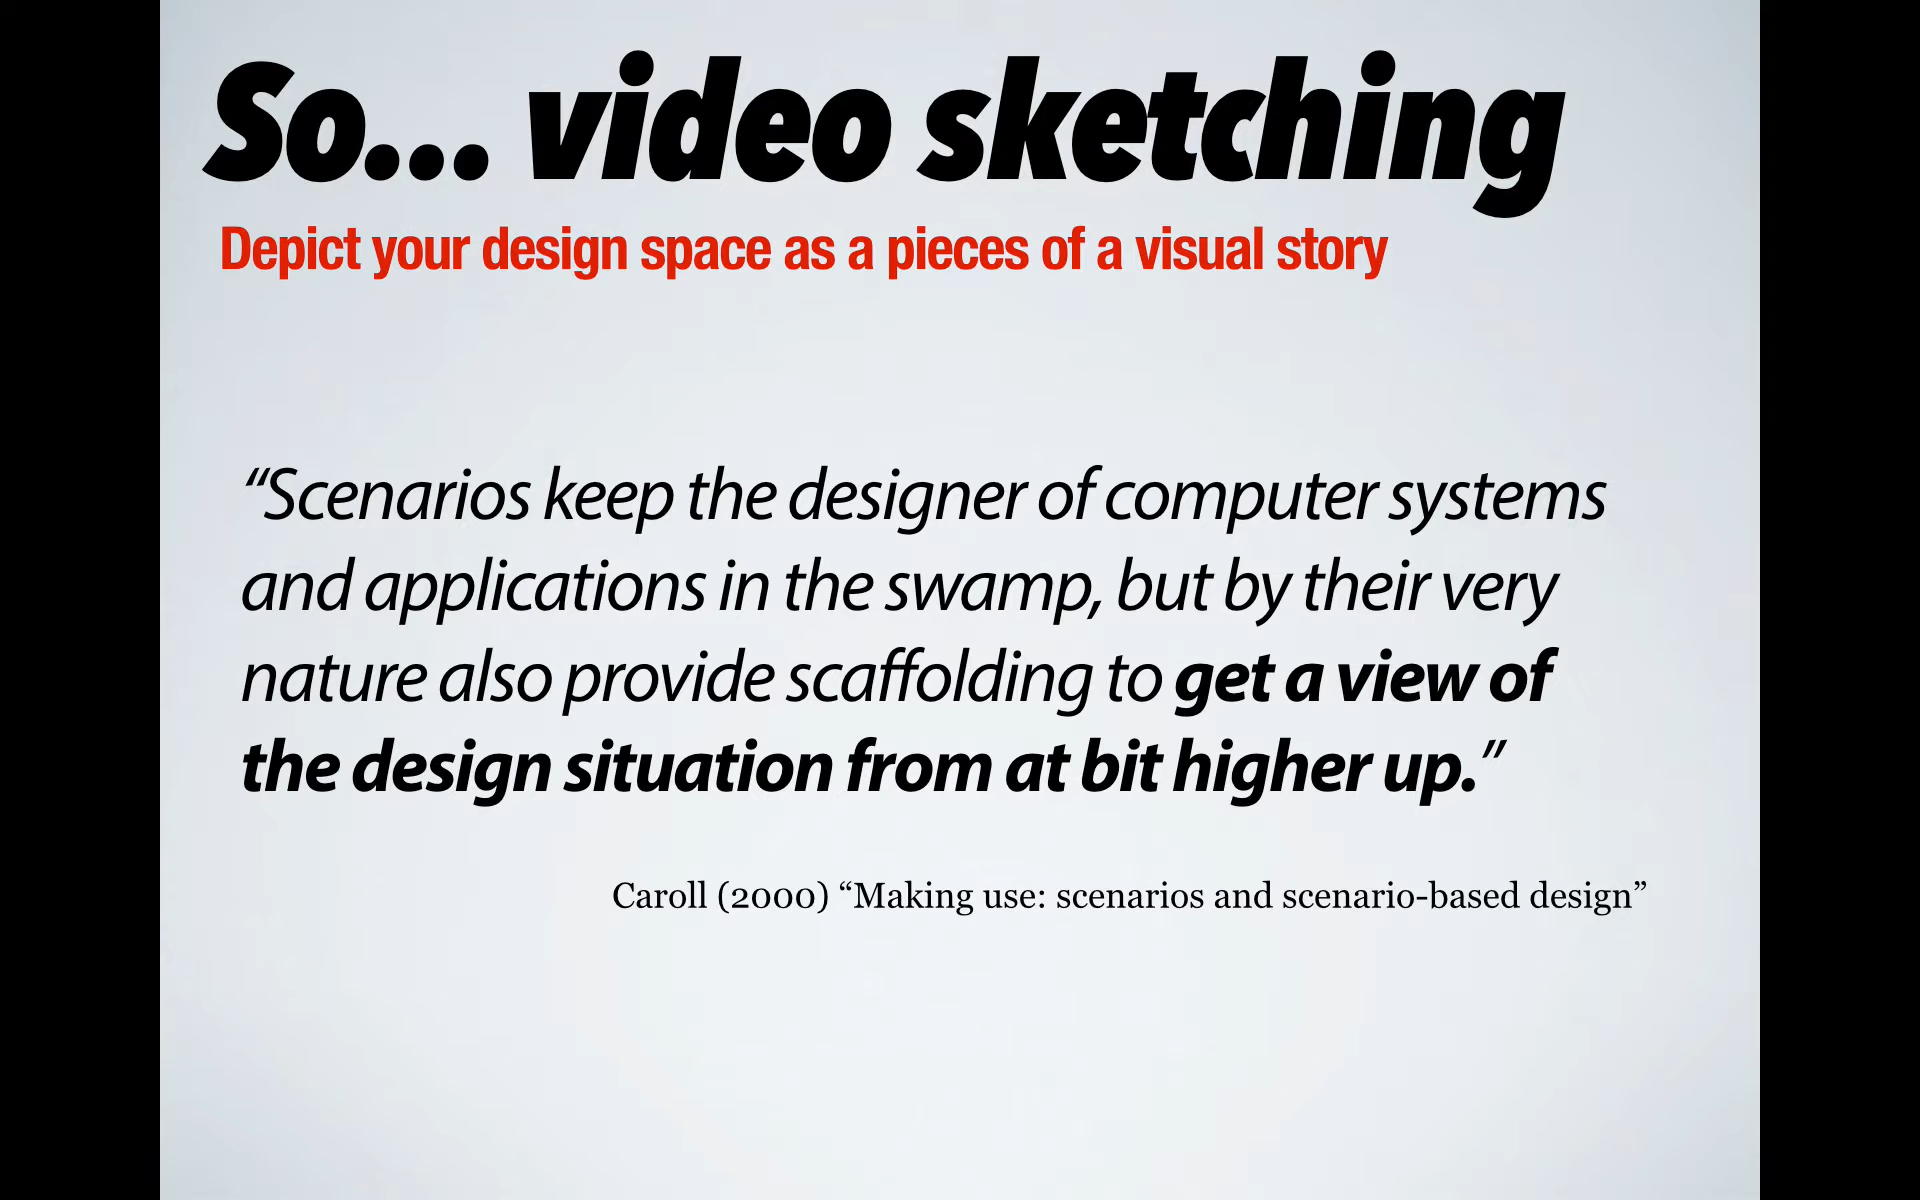 So... video sketching
Depict your design space as a pieces of a visual story
“Scenarios keep the designer of computer systems
and applications in the swamp, but by their very
nature also provide scaffolding to get a view of
the design situation from at bit higher up.”
Caroll (2000) “Making use: scenarios and scenario-based design”